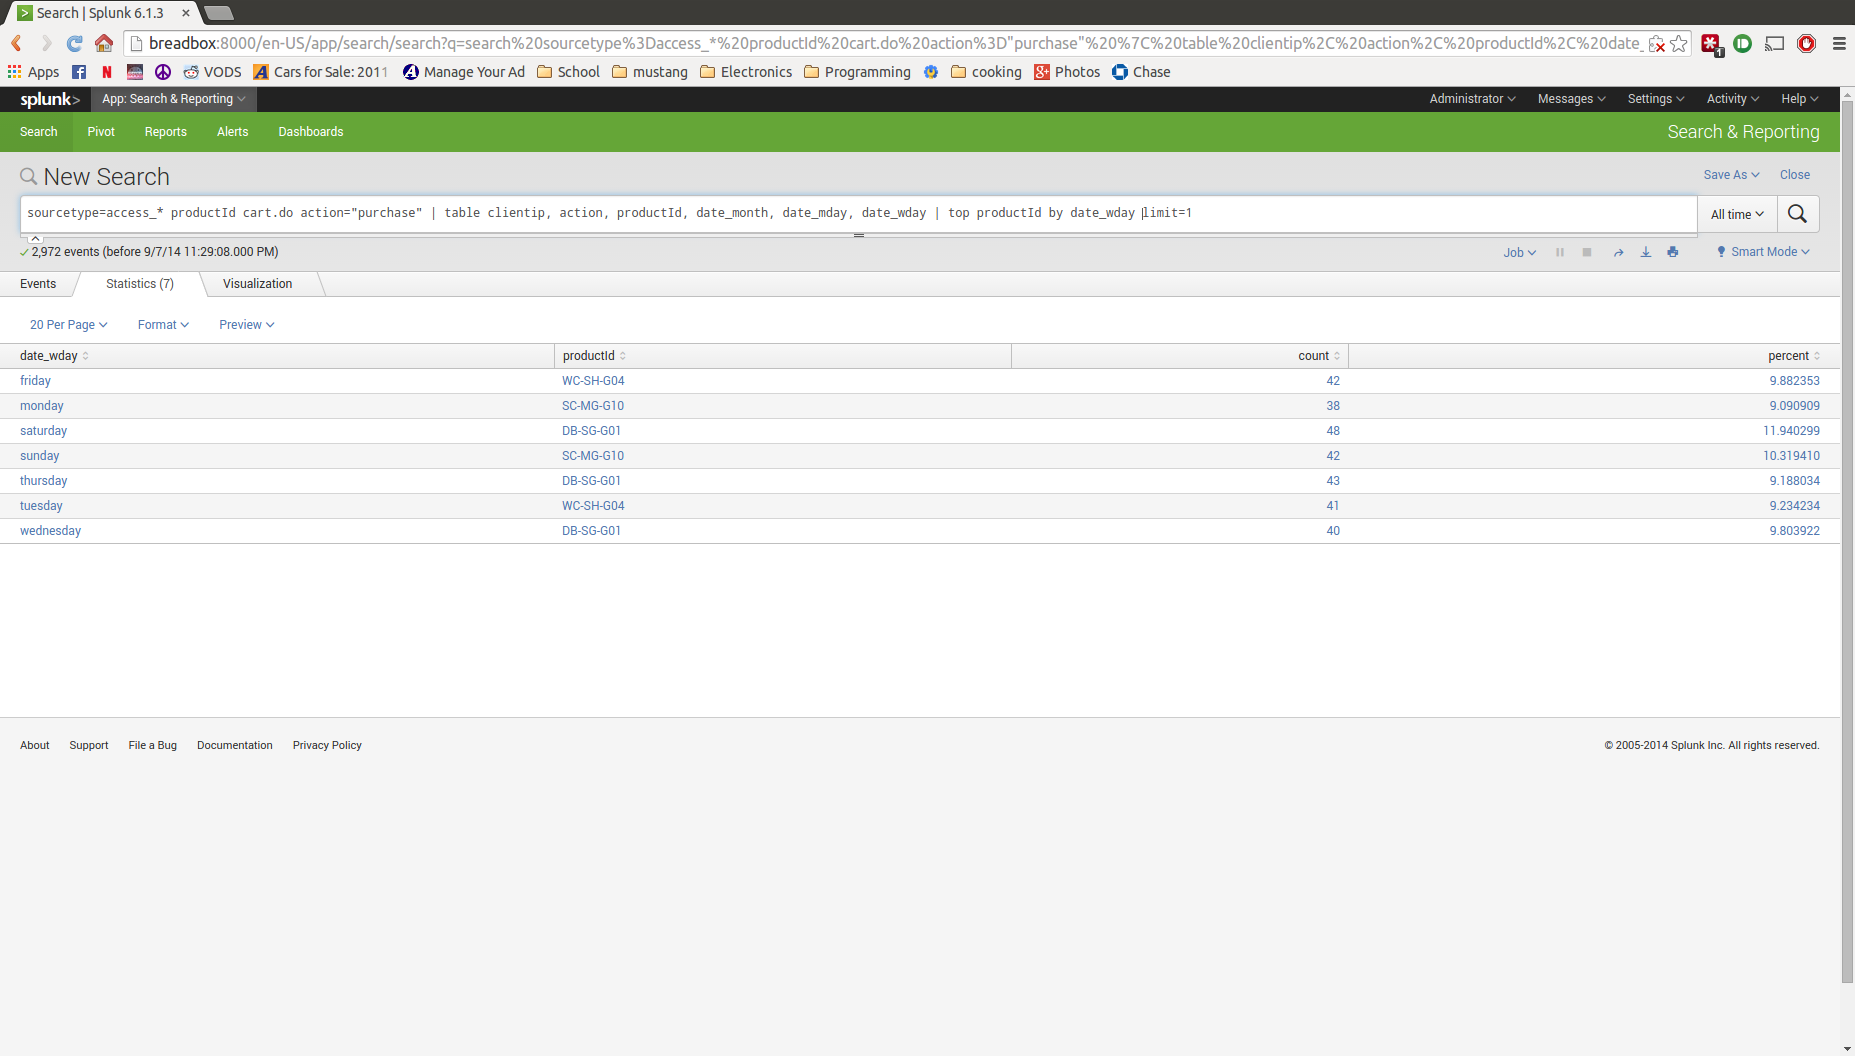 Search | Splunk 6.1.3
breadbox:8000/en-US/app/search/search?q=search%20sourcetype%3Daccess_*%20productId%20cart.do%20action%3D"purchase"%20%7C%20table%20clientip%2C%20action%2C%20productId%2C%20date_
Apps VODS Cars for Sale: 2011 Manage Your Ad School mustang Electronics Programming cooking Photos Chase
splunk> App: Search & Reporting Administrator Messages Settings Activity Help
Search Pivot Reports Alerts Dashboards Search & Reporting
New Search Save As Close
sourcetype=access_* productId cart.do action="purchase" | table clientip, action, productId, date_month, date_mday, date_wday | top productId by date_wday limit=1 All time
2,972 events (before 9/7/14 11:29:08.000 PM) Job Smart Mode
Events Statistics (7) Visualization
20 Per Page Format Preview
date_wday productId count percent
friday WC-SH-G04 42 9.882353
monday SC-MG-G10 38 9.090909
saturday DB-SG-G01 48 11.940299
sunday SC-MG-G10 42 10.319410
thursday DB-SG-G01 43 9.188034
tuesday WC-SH-G04 41 9.234234
wednesday DB-SG-G01 40 9.803922
About Support File a Bug Documentation Privacy Policy © 2005-2014 Splunk Inc. All rights reserved.